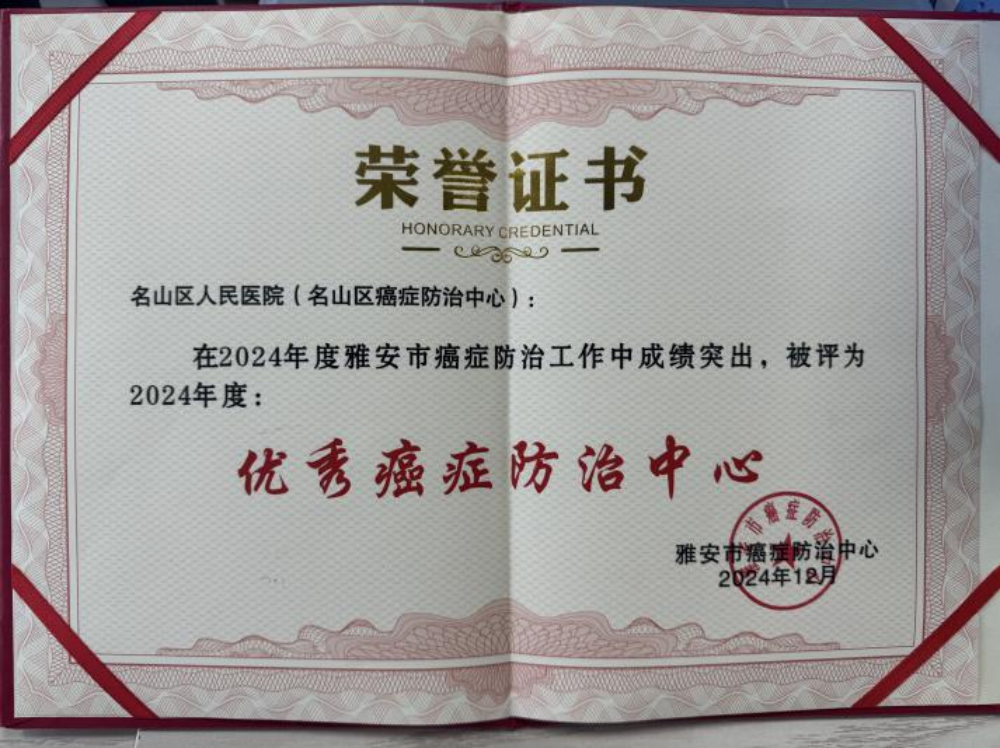 荣誉证书
HONORARY CREDENTIAL
名山区人民医院（名山区癌症防治中心）：
在2024年度雅安市癌症防治工作中成绩突出，被评为
2024年度：
优秀癌症防治中心
雅安市癌症防治中心
2024年12月